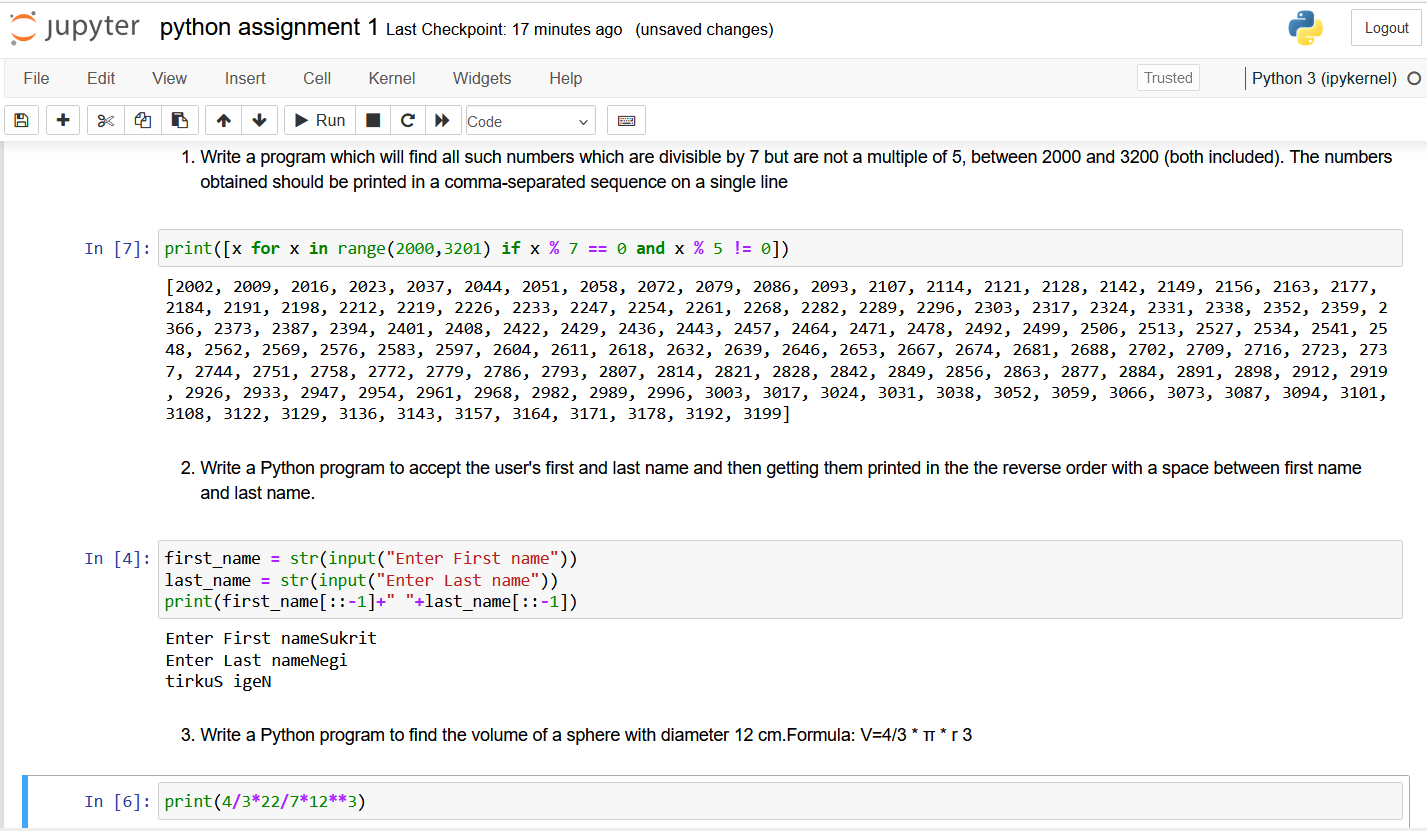 jupyter python assignment 1 Last Checkpoint: 17 minutes ago (unsaved changes) Logout
File Edit View Insert Cell Kernel Widgets Help Trusted Python 3 (ipykernel)
Run Code
1. Write a program which will find all such numbers which are divisible by 7 but are not a multiple of 5, between 2000 and 3200 (both included). The numbers
obtained should be printed in a comma-separated sequence on a single line
In [7]: print([x for x in range(2000,3201) if x % 7 == 0 and x % 5 != 0])
[2002, 2009, 2016, 2023, 2037, 2044, 2051, 2058, 2072, 2079, 2086, 2093, 2107, 2114, 2121, 2128, 2142, 2149, 2156, 2163, 2177,
2184, 2191, 2198, 2212, 2219, 2226, 2233, 2247, 2254, 2261, 2268, 2282, 2289, 2296, 2303, 2317, 2324, 2331, 2338, 2352, 2359, 2
366, 2373, 2387, 2394, 2401, 2408, 2422, 2429, 2436, 2443, 2457, 2464, 2471, 2478, 2492, 2499, 2506, 2513, 2527, 2534, 2541, 25
48, 2562, 2569, 2576, 2583, 2597, 2604, 2611, 2618, 2632, 2639, 2646, 2653, 2667, 2674, 2681, 2688, 2702, 2709, 2716, 2723, 273
7, 2744, 2751, 2758, 2772, 2779, 2786, 2793, 2807, 2814, 2821, 2828, 2842, 2849, 2856, 2863, 2877, 2884, 2891, 2898, 2912, 2919
, 2926, 2933, 2947, 2954, 2961, 2968, 2982, 2989, 2996, 3003, 3017, 3024, 3031, 3038, 3052, 3059, 3066, 3073, 3087, 3094, 3101,
3108, 3122, 3129, 3136, 3143, 3157, 3164, 3171, 3178, 3192, 3199]
2. Write a Python program to accept the user's first and last name and then getting them printed in the the reverse order with a space between first name
and last name.
In [4]: first_name = str(input("Enter First name"))
last_name = str(input("Enter Last name"))
print(first_name[::-1]+" "+last_name[::-1])
Enter First nameSukrit
Enter Last nameNegi
tirkuS igeN
3. Write a Python program to find the volume of a sphere with diameter 12 cm.Formula: V=4/3 * π * r 3
In [6]: print(4/3*22/7*12**3)